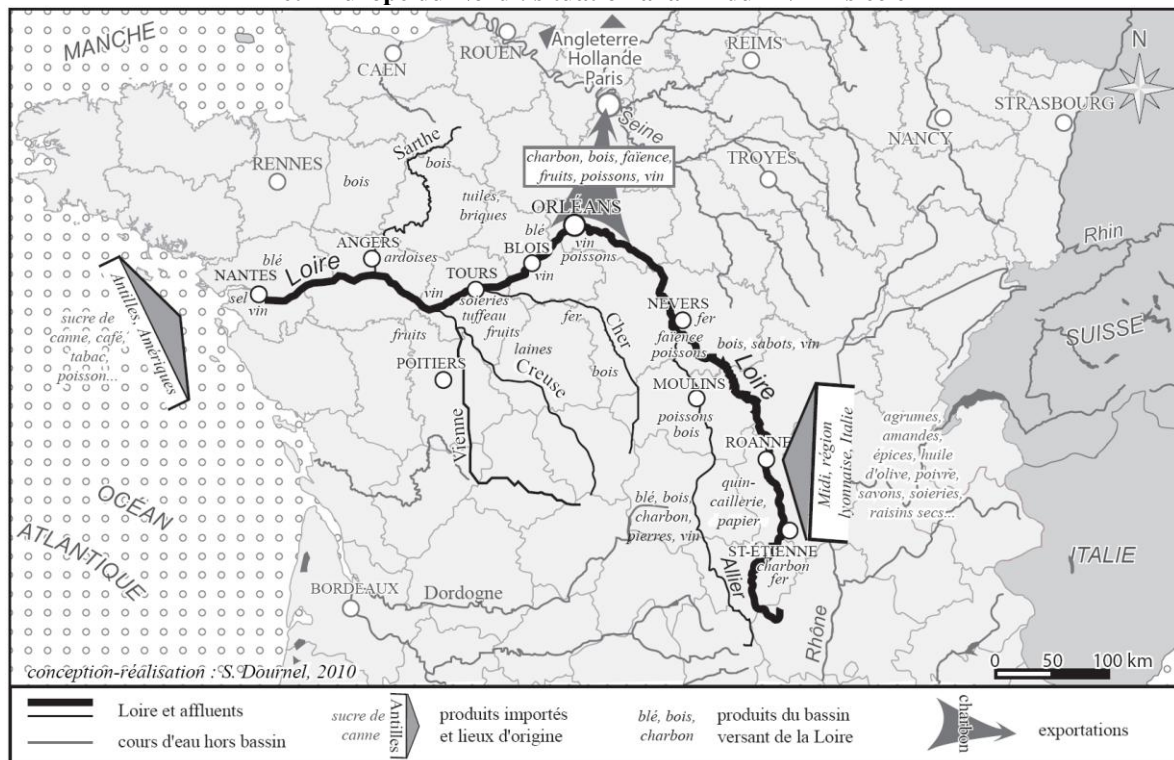 MANCHE
CAEN
ROUEN
Angleterre
Hollande
Paris
REIMS
N
STRASBOURG
NANCY
Seine
TROYES
Sarthe
bois
RENNES
bois
charbon, bois, faïence,
fruits, poissons, vin
tuiles,
briques
ORLÉANS
blé
BLOIS
vin
vin
poissons
ANGERS
ardoises
blé
Loire
NANTES
sel
vin
TOURS
vin
soieries
tuffeau
fruits
fruits
fer
Cher
laines
Creuse
bois
POITIERS
Vienne
NEVERS
fer
faïence
poissons
bois, sabots, vin
Loire
MOULINS
poissons
bois
ROANNE
quin-
caillerie,
papier
blé, bois,
charbon,
pierres, vin
Allier
ST-ÉTIENNE
charbon
fer
Midi, région
lyonnaise, Italie
agrumes,
amandes,
épices, huile
d'olive, poivre,
savons, soieries,
raisins secs...
Rhin
SUISSE
ITALIE
Antilles, Amériques
sucre de
canne, café,
tabac,
poisson...
OCÉAN
ATLANTIQUE
BORDEAUX
Dordogne
Rhône
conception-réalisation : S. Dournel, 2010
0 50 100 km
Loire et affluents
cours d'eau hors bassin
sucre de
canne
Antilles
produits importés
et lieux d'origine
blé, bois,
charbon
produits du bassin
versant de la Loire
charbon
exportations